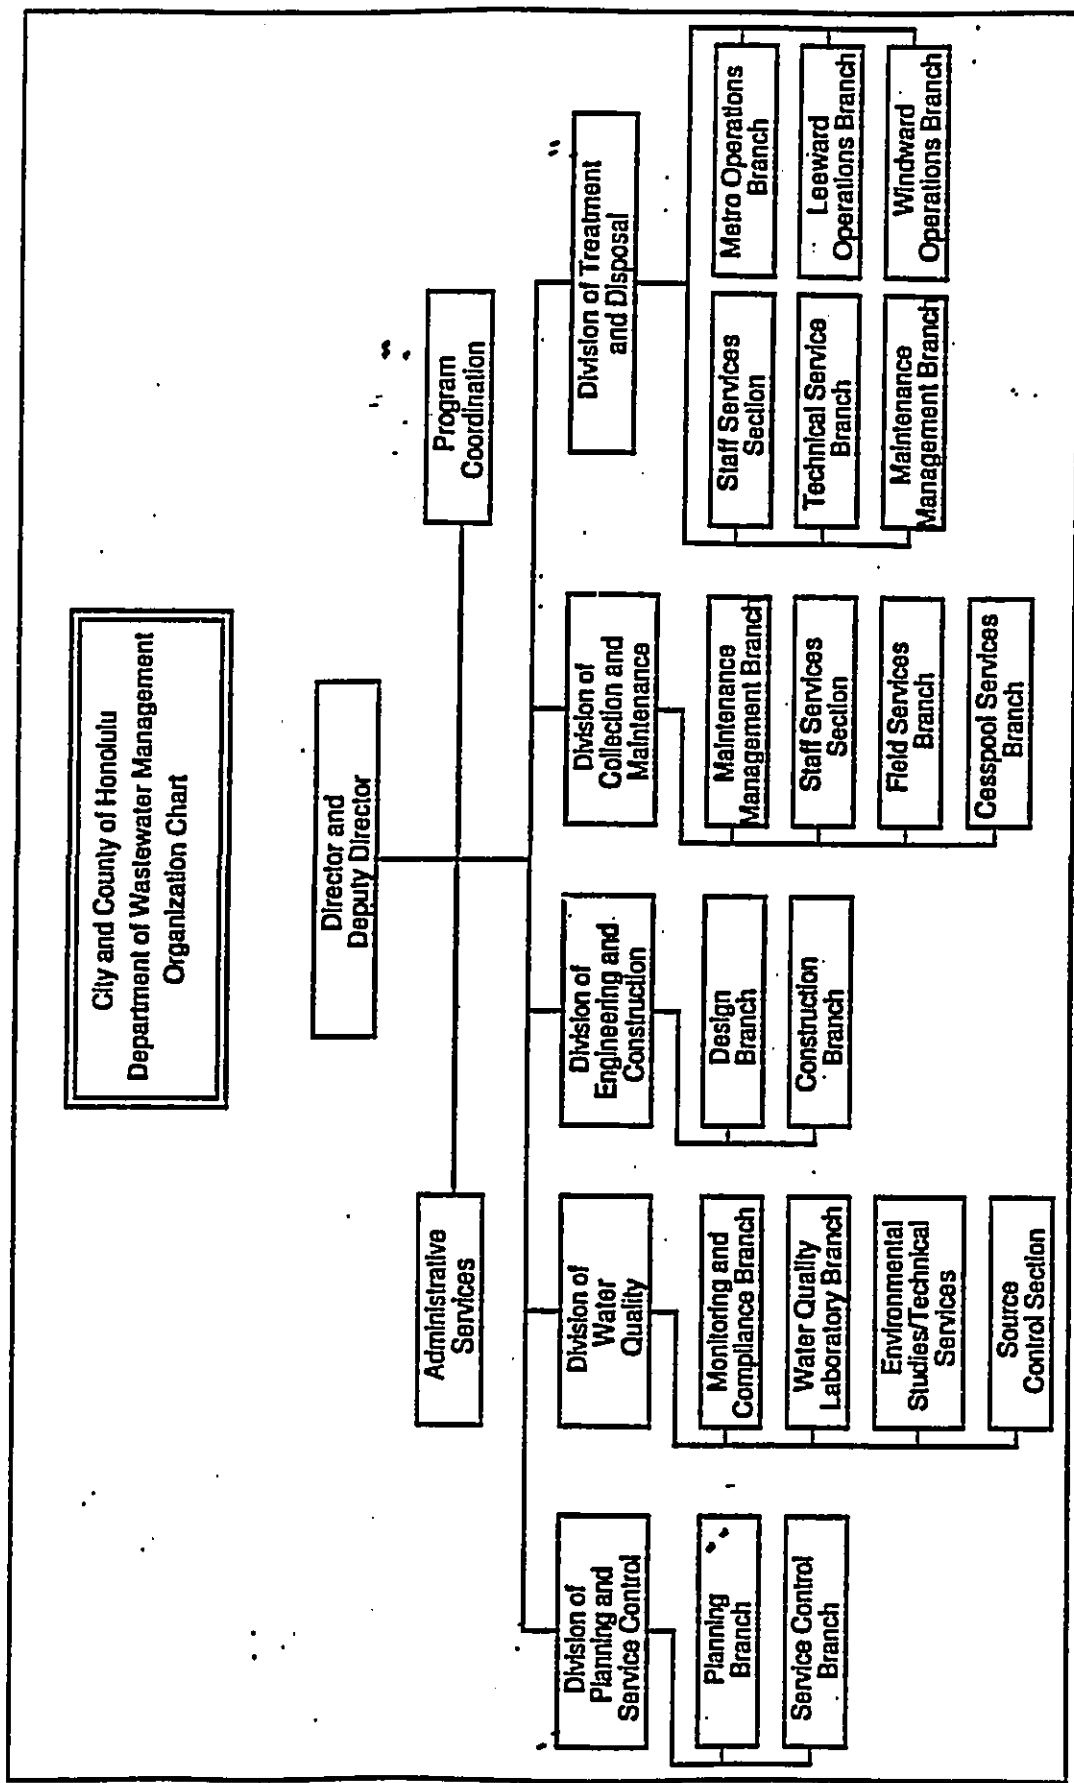 City and County of Honolulu
Department of Wastewater Management
Organization Chart
Director and
Deputy Director
Administrative
Services
Program
Coordination
Division of
Planning and
Service Control
Planning
Branch
Service Control
Branch
Division of
Water
Quality
Monitoring and
Compliance Branch
Water Quality
Laboratory Branch
Environmental
Studies/Technical
Services
Source
Control Section
Division of
Engineering and
Construction
Design
Branch
Construction
Branch
Division of
Collection and
Maintenance
Maintenance
Management Branch
Staff Services
Section
Field Services
Branch
Cesspool Services
Branch
Division of Treatment
and Disposal
Staff Services
Section
Technical Service
Branch
Maintenance
Management Branch
Metro Operations
Branch
Leeward
Operations Branch
Windward
Operations Branch